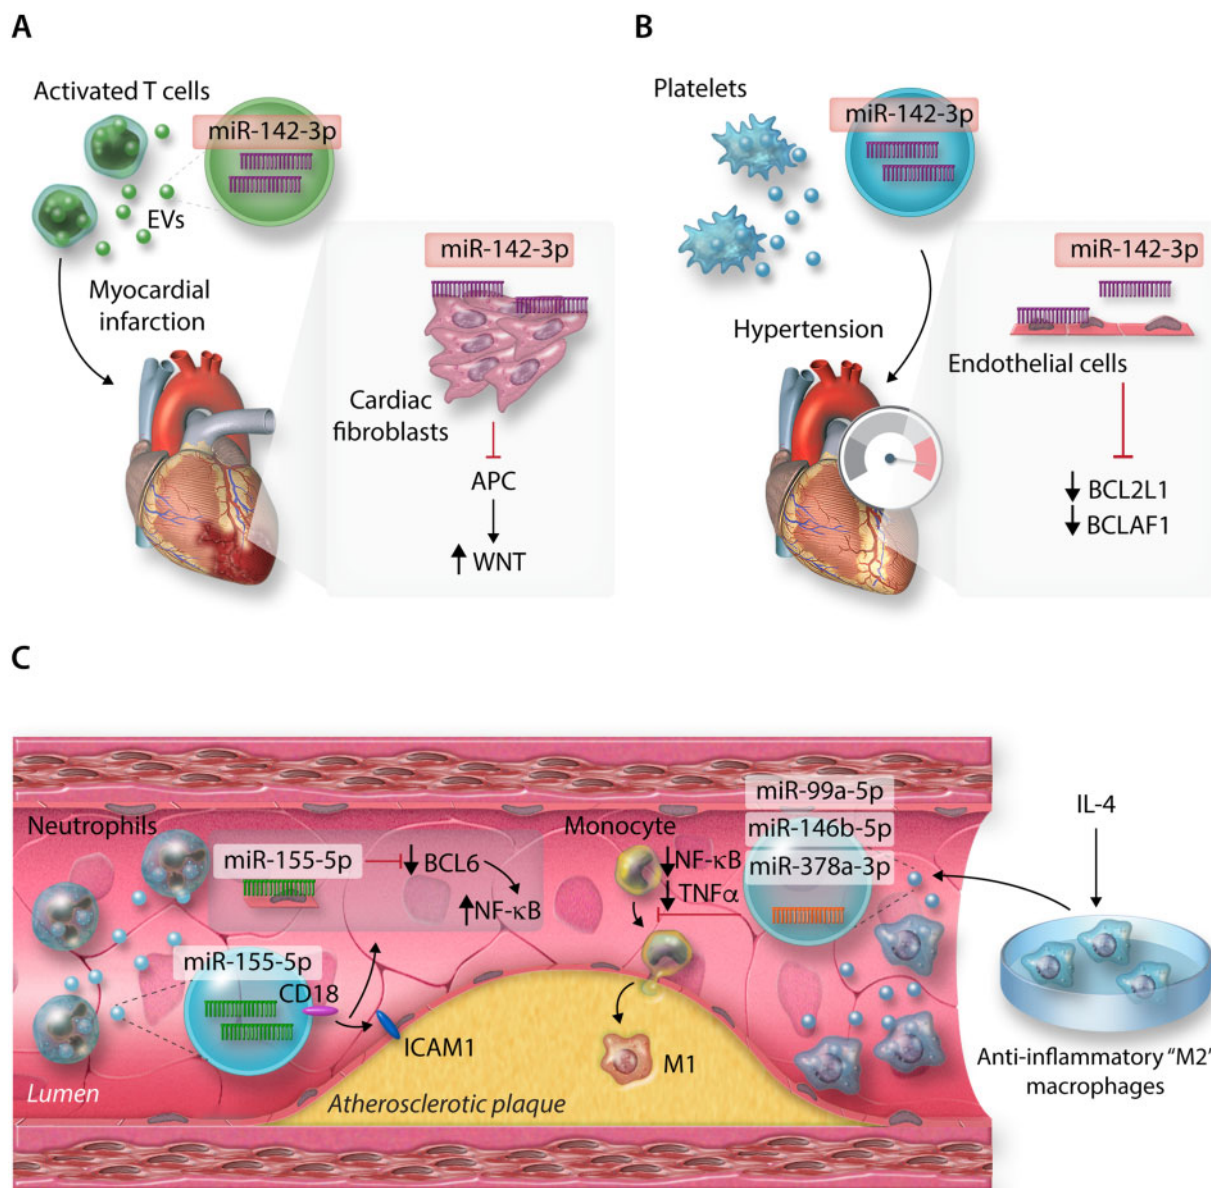 A
Activated T cells
miR-142-3p
EVs
Myocardial
infarction
miR-142-3p
Cardiac
fibroblasts
APC
WNT
B
Platelets
miR-142-3p
Hypertension
miR-142-3p
Endothelial cells
BCL2L1
BCLAF1
C
Neutrophils
miR-155-5p
BCL6
NF-κB
miR-155-5p
CD18
ICAM1
Lumen
Atherosclerotic plaque
Monocyte
NF-κB
TNFα
M1
miR-99a-5p
miR-146b-5p
miR-378a-3p
IL-4
Anti-inflammatory "M2"
macrophages